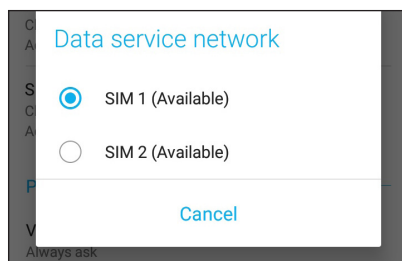 Data service network
SIM 1 (Available)
SIM 2 (Available)
Cancel
Always ask